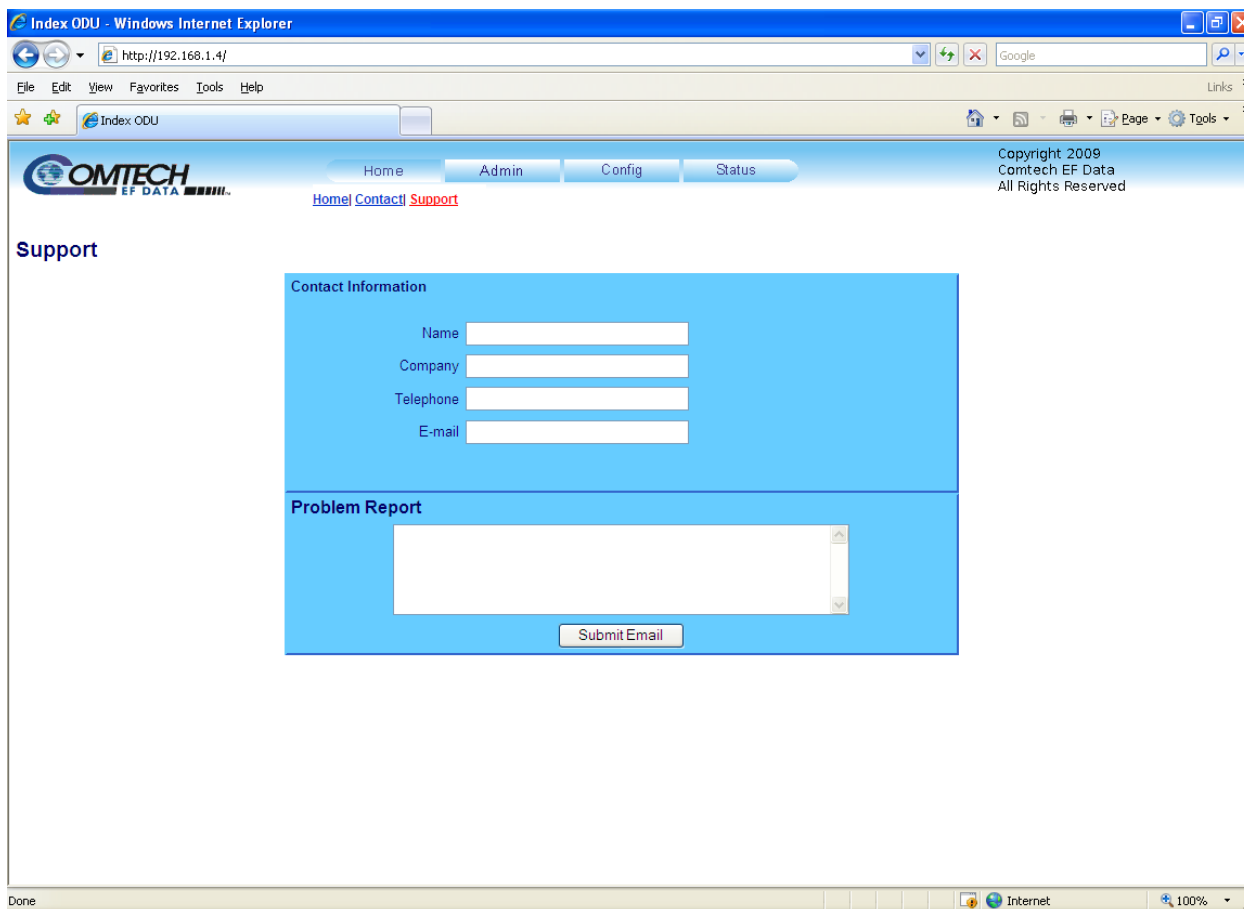 Index ODU - Windows Internet Explorer
http://192.168.1.4/
Google
File Edit View Favorites Tools Help
Links
Index ODU
Page Tools
COMTECH
EF DATA
Home Admin Config Status
Copyright 2009
Comtech EF Data
All Rights Reserved
Home| Contact| Support
Support
Contact Information
Name
Company
Telephone
E-mail
Problem Report
Submit Email
Done
Internet
100%